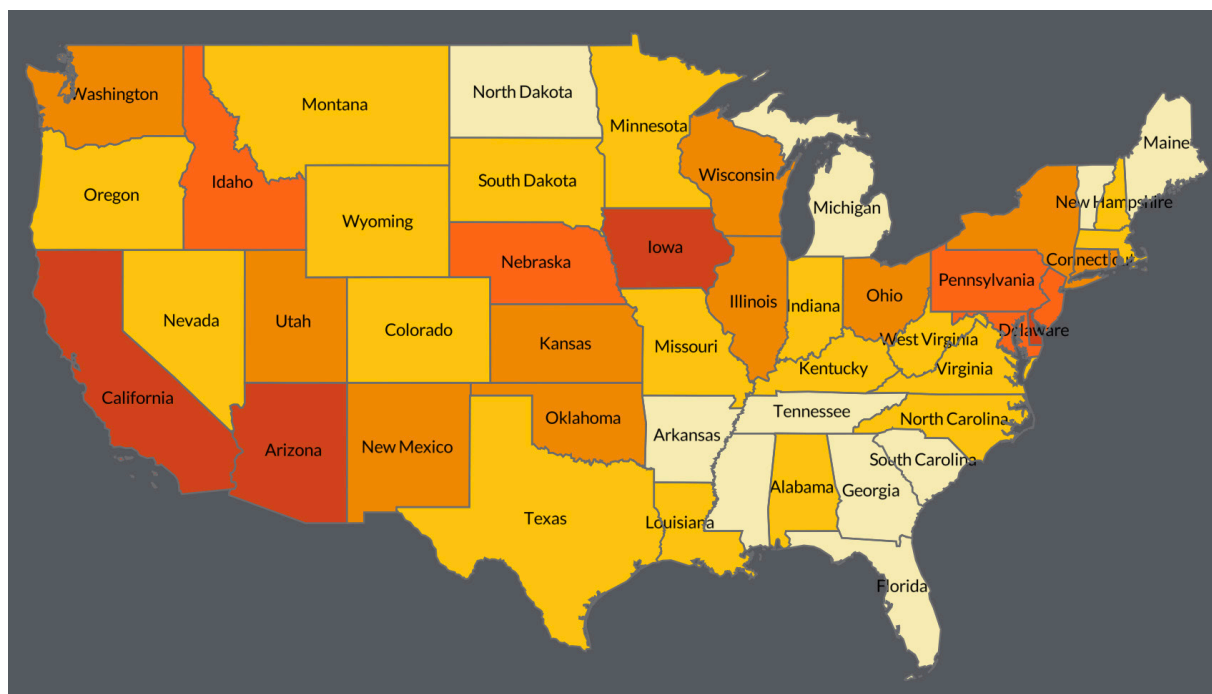 Washington
Montana
North Dakota
Minnesota
Maine
Oregon
Idaho
South Dakota
Wisconsin
New Hampshire
Michigan
Wyoming
Iowa
Nebraska
Connecticut
Pennsylvania
Ohio
Illinois
Indiana
Nevada
Utah
Colorado
Delaware
Kansas
Missouri
West Virginia
Kentucky
Virginia
California
Tennessee
North Carolina
Oklahoma
Arkansas
New Mexico
Arizona
South Carolina
Alabama
Georgia
Texas
Louisiana
Florida